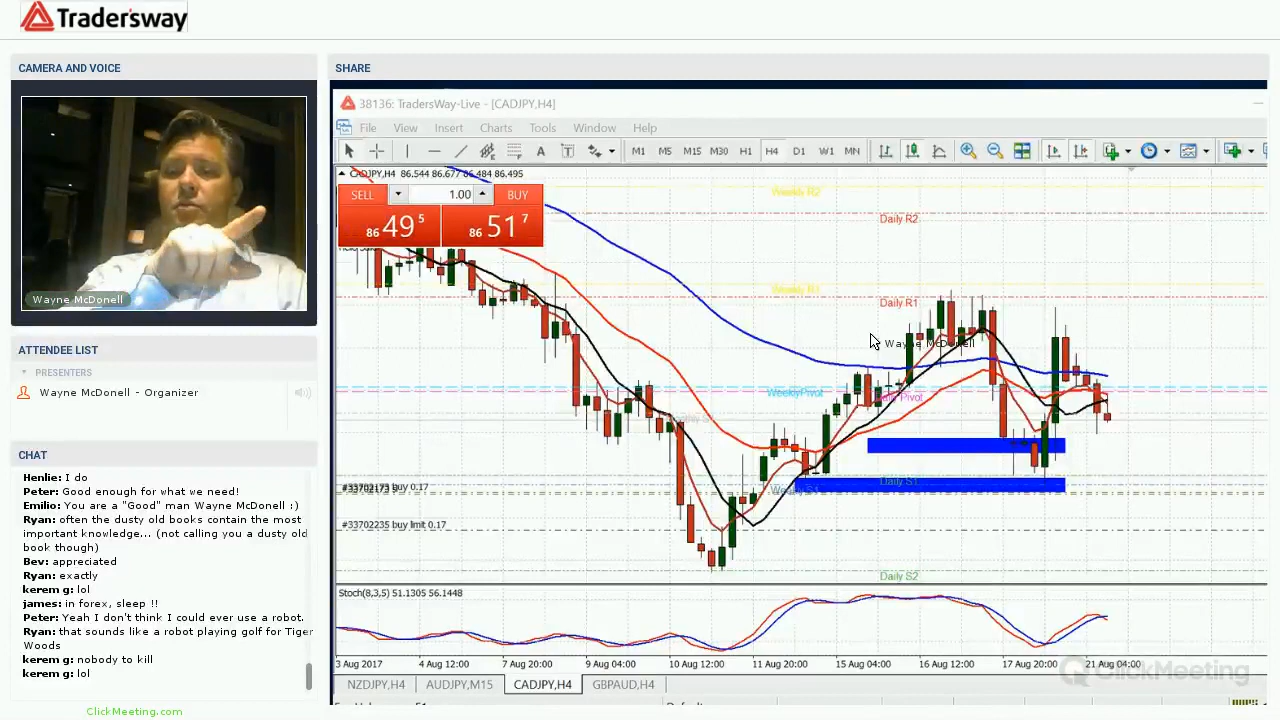 Tradersway
CAMERA AND VOICE
Wayne McDonell
ATTENDEE LIST
PRESENTERS
Wayne McDonell - Organizer
CHAT
Henlie: I do
Peter: Good enough for what we need!
Emilio: You are a "Good" man Wayne McDonell :)
Ryan: often the dusty old books contain the most
important knowledge... (not calling you a dusty old
book though)
Bev: appreciated
Ryan: exactly
kerem g: lol
james: in forex, sleep !!
Peter: Yeah I don't think I could ever use a robot.
Ryan: that sounds like a robot playing golf for Tiger
Woods
kerem g: nobody to kill
kerem g: lol
ClickMeeting.com
SHARE
38136: TradersWay-Live - [CADJPY,H4]
File View Insert Charts Tools Window Help
A T M1 M5 M15 M30 H1 H4 D1 W1 MN
CADJPY,H4 86.544 86.677 86.484 86.495
SELL 1.00 BUY
86 49 5 86 51 7
Weekly R2
Daily R2
Weekly R1
Daily R1
Wayne McDonell
WeeklyPivot
Daily Pivot
Monthly S1
Daily S1
Weekly S1
#33702173 buy 0.17
#33702235 buy limit 0.17
Daily S2
Stoch(8,3,5) 51.1305 56.1448
3 Aug 2017 4 Aug 12:00 7 Aug 20:00 9 Aug 04:00 10 Aug 12:00 11 Aug 20:00 15 Aug 04:00 16 Aug 12:00 17 Aug 20:00 21 Aug 04:00
ClickMeeting
NZDJPY,H4 AUDJPY,M15 CADJPY,H4 GBPAUD,H4